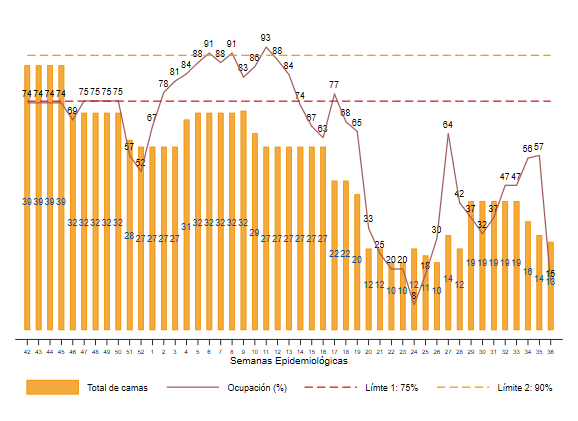 74 74 74 74 69 75 75 75 75 57 52 67 78 81 84 88 91 88 91 83 86 93 88 84 74 67 63 77 68 65 33 25 20 20 8 18 30 64 42 37 32 37 47 47 56 57 15
39 39 39 39 32 32 32 32 32 28 27 27 27 27 31 32 32 32 32 32 29 27 27 27 27 27 27 22 22 20 12 12 10 10 12 11 10 14 12 19 19 19 19 19 16 14 13
42 43 44 45 46 47 48 49 50 51 52 1 2 3 4 5 6 7 8 9 10 11 12 13 14 15 16 17 18 19 20 21 22 23 24 25 26 27 28 29 30 31 32 33 34 35 36
Semanas Epidemiológicas
Total de camas Ocupación (%) Límte 1: 75% Límite 2: 90%